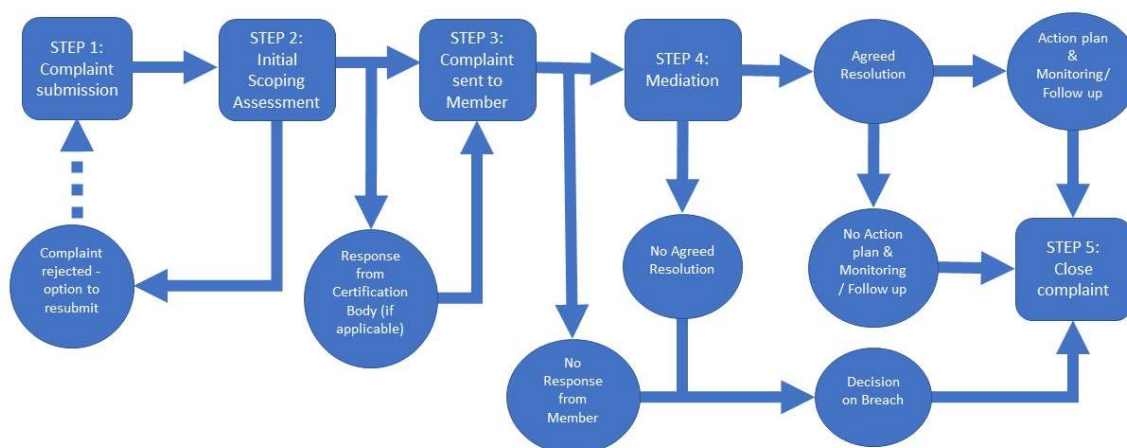 STEP 1:
Complaint
submission
STEP 2:
Initial
Scoping
Assessment
STEP 3:
Complaint
sent to
Member
STEP 4:
Mediation
Agreed
Resolution
Action plan
&
Monitoring/
Follow up
Complaint
rejected -
option to
resubmit
Response
from
Certification
Body (if
applicable)
No Agreed
Resolution
No Action
plan &
Monitoring
/ Follow up
STEP 5:
Close
complaint
No
Response
from
Member
Decision
on Breach